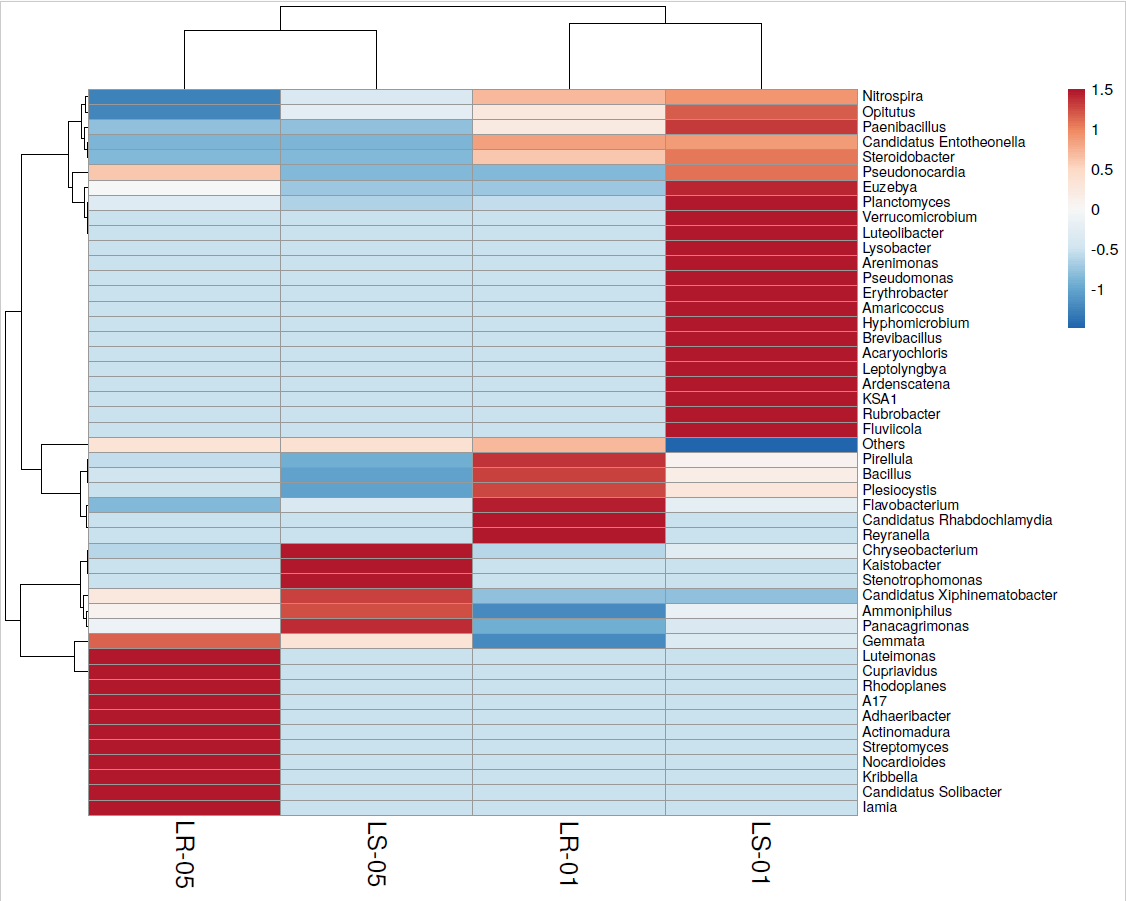 Nitrospira
Opitutus
Paenibacillus
Candidatus Entotheonella
Steroidobacter
Pseudonocardia
Euzebya
Planctomyces
Verrucomicrobium
Luteolibacter
Lysobacter
Arenimonas
Pseudomonas
Erythrobacter
Amaricoccus
Hyphomicrobium
Brevibacillus
Acaryochloris
Leptolyngbya
Ardenscatena
KSA1
Rubrobacter
Fluviicola
Others
Pirellula
Bacillus
Plesiocystis
Flavobacterium
Candidatus Rhabdochlamydia
Reyranella
Chryseobacterium
Kaistobacter
Stenotrophomonas
Candidatus Xiphinematobacter
Ammoniphilus
Panacagrimonas
Gemmata
Luteimonas
Cupriavidus
Rhodoplanes
A17
Adhaeribacter
Actinomadura
Streptomyces
Nocardioides
Kribbella
Candidatus Solibacter
Iamia
1.5
1
0.5
0
-0.5
-1
LR-05
LS-05
LR-01
LS-01